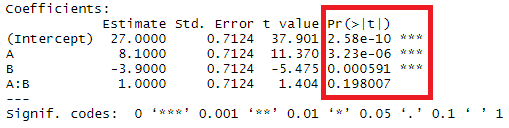 Coefficients:
            Estimate Std. Error t value Pr(>|t|)
(Intercept)  27.0000     0.7124  37.901 2.58e-10 ***
A             8.1000     0.7124  11.370 3.23e-06 ***
B            -3.9000     0.7124  -5.475 0.000591 ***
A:B           1.0000     0.7124   1.404 0.198007
---
Signif. codes:  0 ‘***’ 0.001 ‘**’ 0.01 ‘*’ 0.05 ‘.’ 0.1 ‘ ’ 1